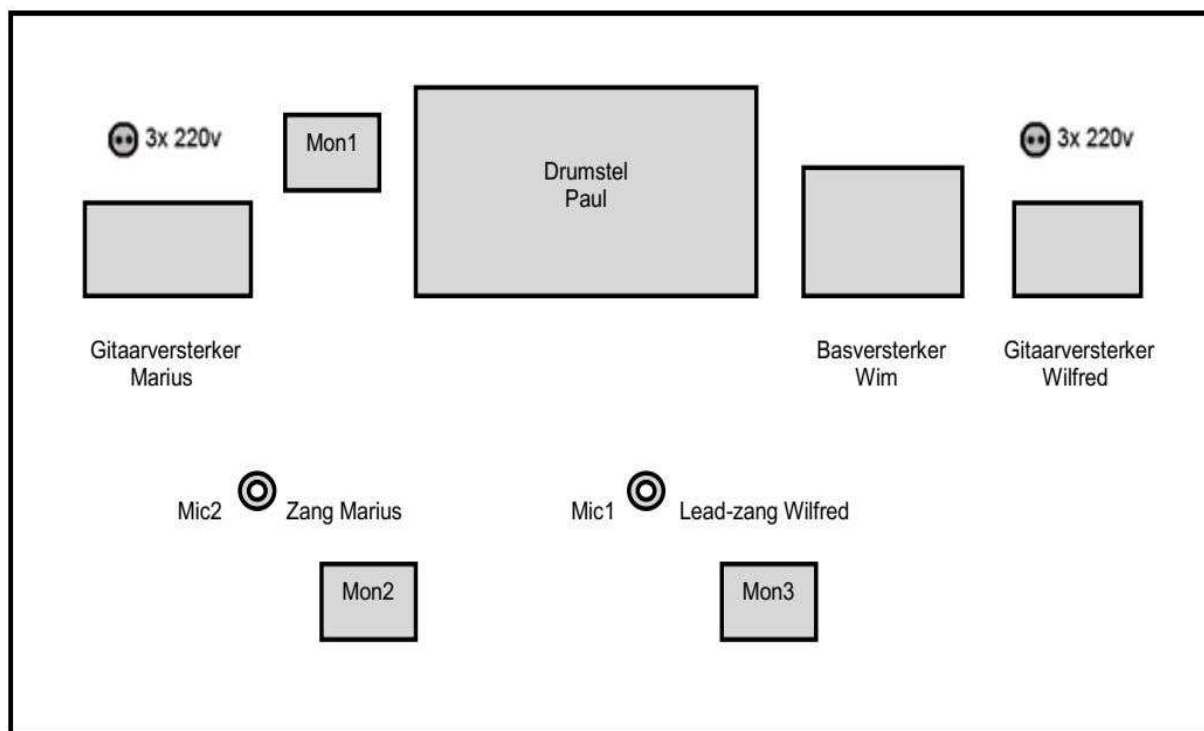 3x 220v
Mon1
Drumstel
Paul
3x 220v
Gitaarversterker
Marius
Basversterker
Wim
Gitaarversterker
Wilfred
Mic2
Zang Marius
Mic1
Lead-zang Wilfred
Mon2
Mon3